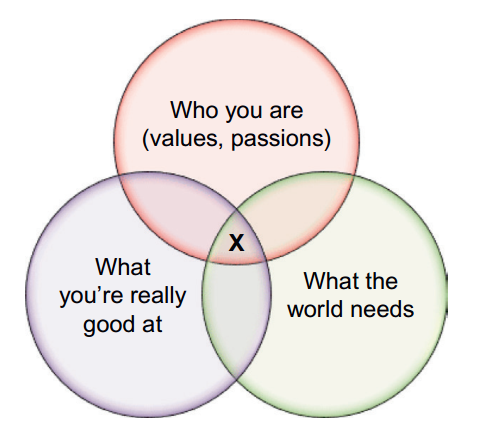 Who you are
(values, passions)
X
What
you're really
good at
What the
world needs